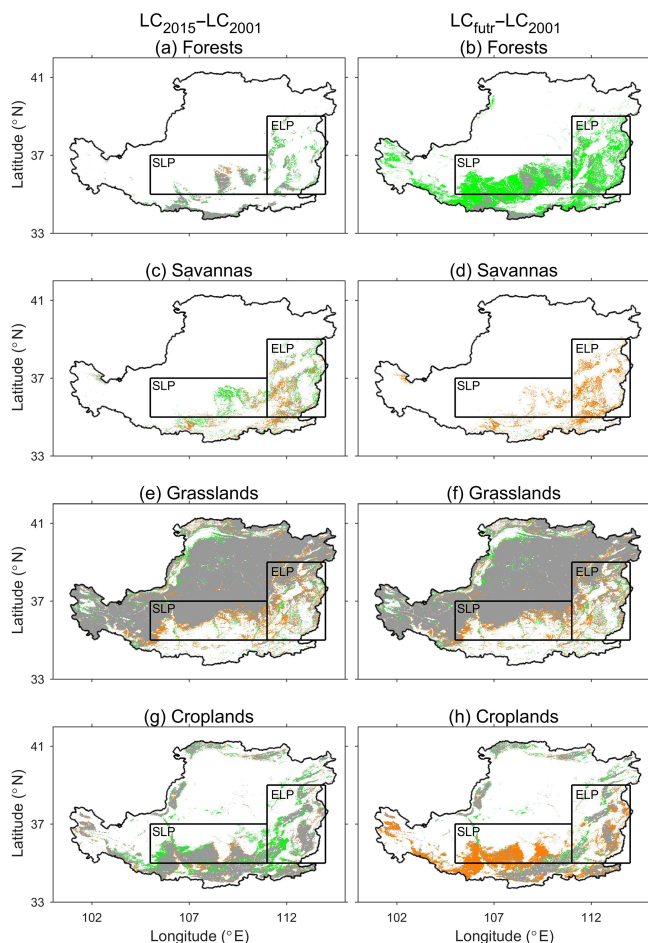 LC2015–LC2001
LCfutr–LC2001
(a) Forests
(b) Forests
41
37
33
Latitude (°N)
SLP
ELP
SLP
ELP
(c) Savannas
(d) Savannas
41
37
33
Latitude (°N)
SLP
ELP
SLP
ELP
(e) Grasslands
(f) Grasslands
41
37
33
Latitude (°N)
SLP
ELP
SLP
ELP
(g) Croplands
(h) Croplands
41
37
33
Latitude (°N)
SLP
ELP
SLP
ELP
102 107 112
102 107 112
Longitude (°E)
Longitude (°E)